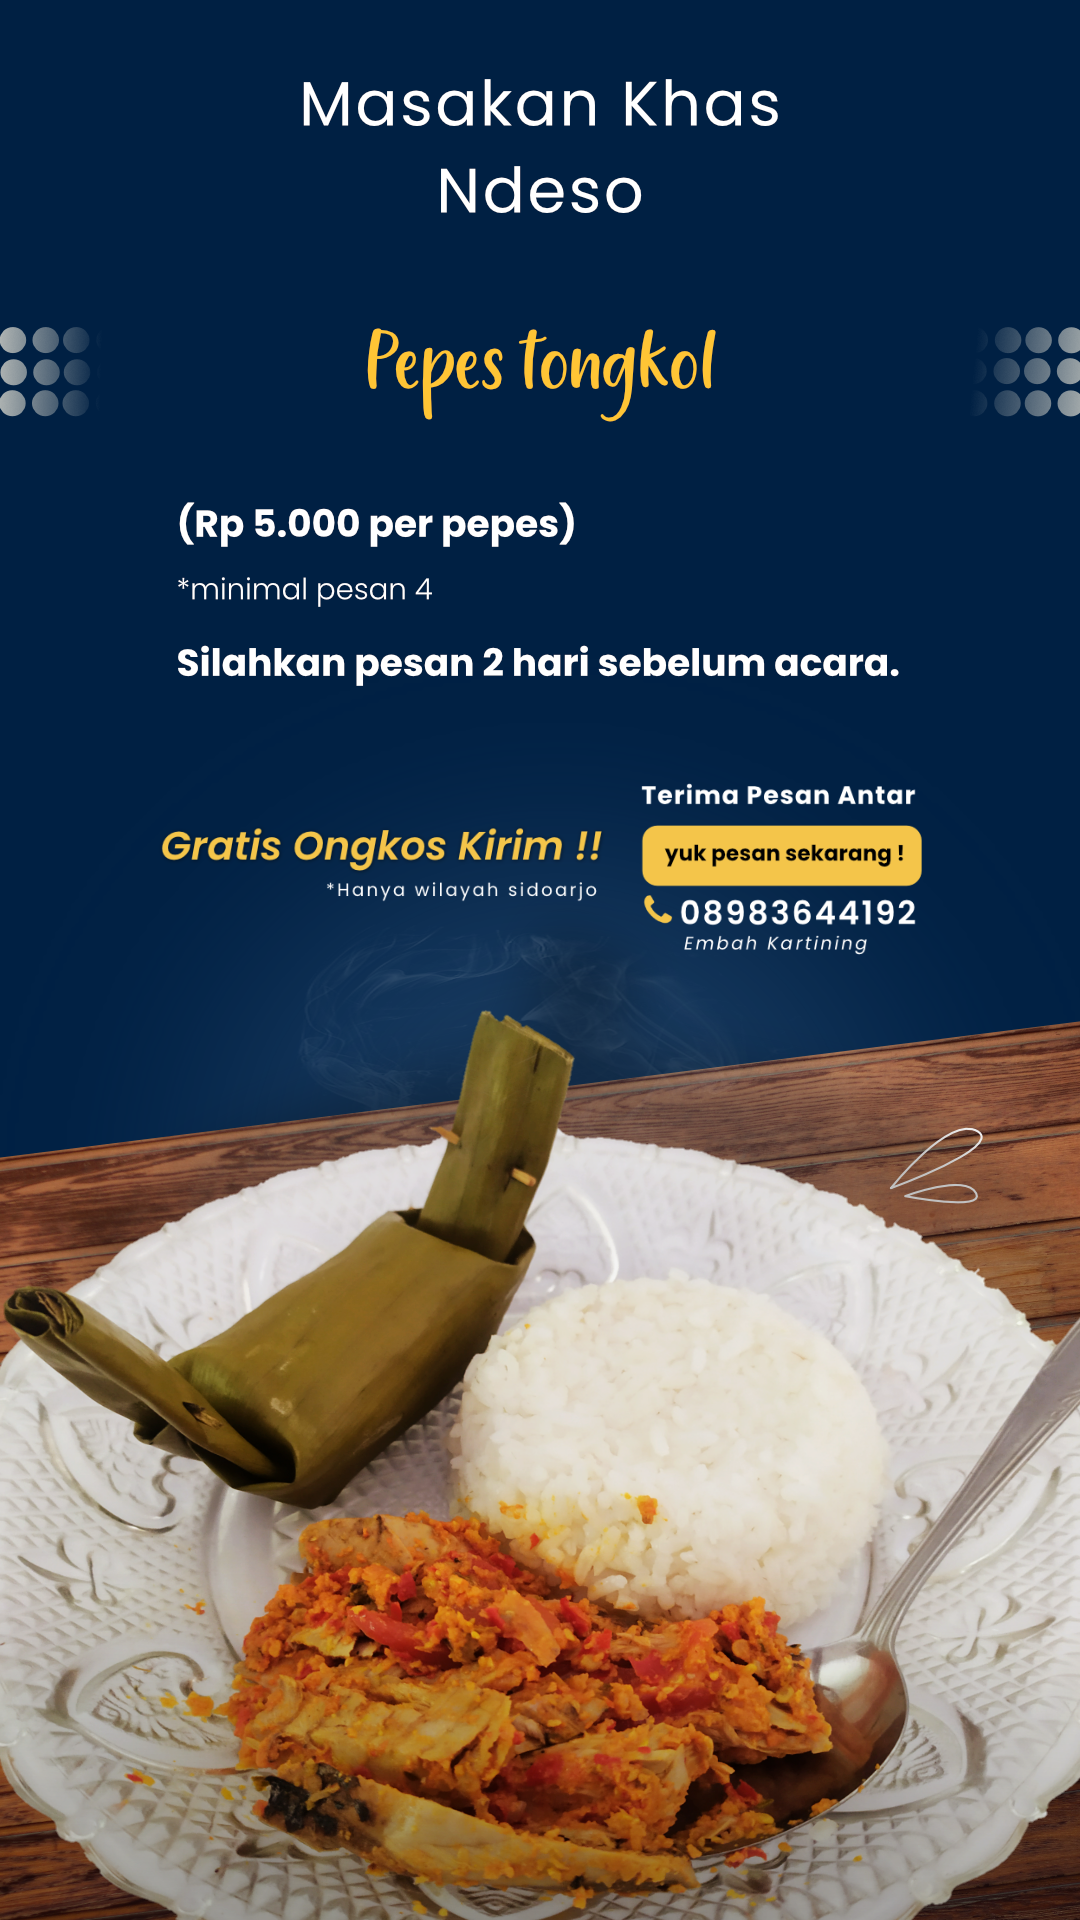 Masakan Khas
Ndeso
Pepes tongkol
(Rp 5.000 per pepes)
*minimal pesan 4
Silahkan pesan 2 hari sebelum acara.
Gratis Ongkos Kirim !!
*Hanya wilayah sidoarjo
Terima Pesan Antar
yuk pesan sekarang !
08983644192
Embah Kartining